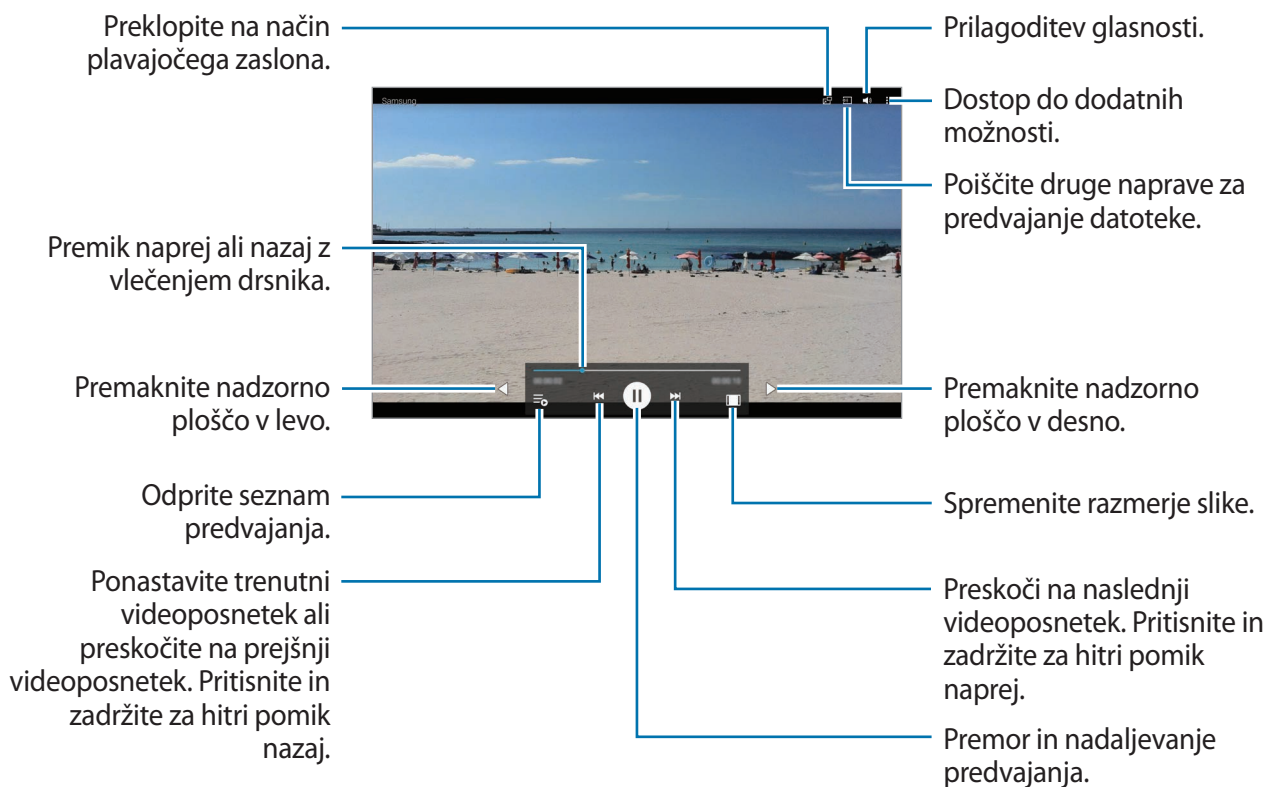 Preklopite na način
plavajočega zaslona.
Prilagoditev glasnosti.
Dostop do dodatnih
možnosti.
Poiščite druge naprave za
predvajanje datoteke.
Samsung
Premik naprej ali nazaj z
vlečenjem drsnika.
Premaknite nadzorno
ploščo v levo.
Premaknite nadzorno
ploščo v desno.
Odprite seznam
predvajanja.
Spremenite razmerje slike.
Ponastavite trenutni
videoposnetek ali
preskočite na prejšnji
videoposnetek. Pritisnite in
zadržite za hitri pomik
nazaj.
Preskoči na naslednji
videoposnetek. Pritisnite in
zadržite za hitri pomik
naprej.
Premor in nadaljevanje
predvajanja.